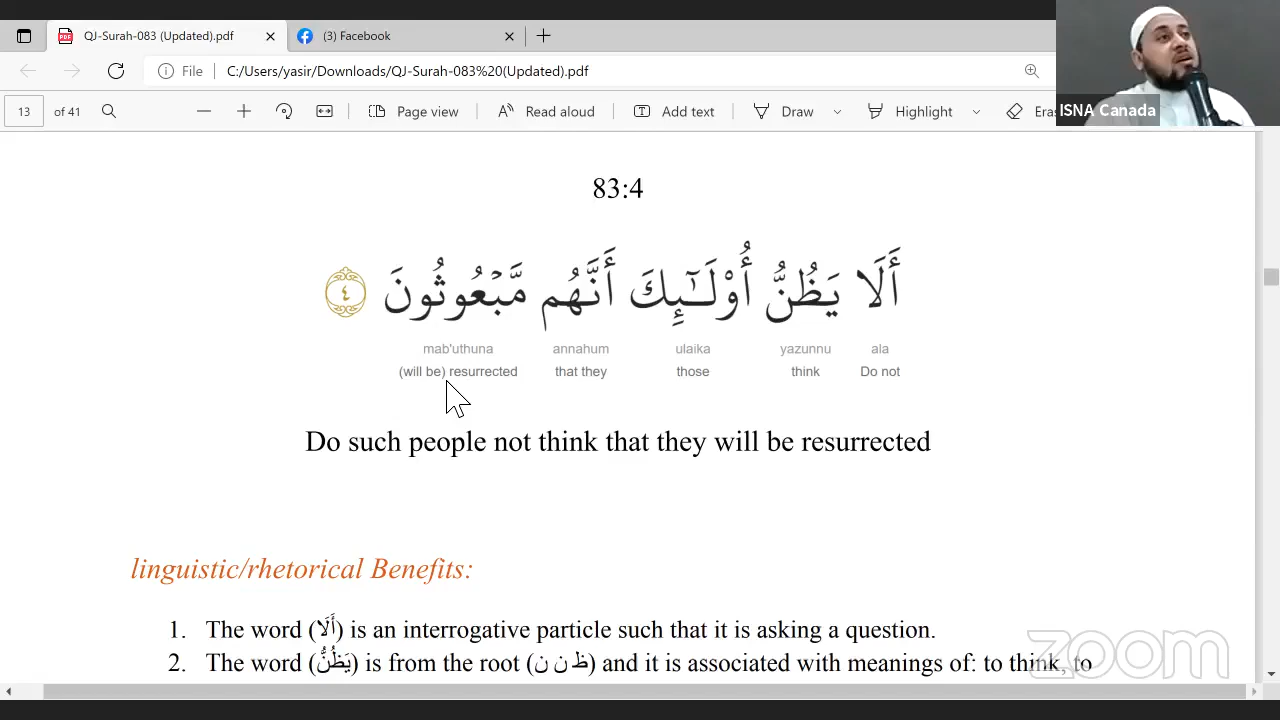 QJ-Surah-083 (Updated).pdf
(3) Facebook
File
C:/Users/yasir/Downloads/QJ-Surah-083%20(Updated).pdf
ISNA Canada
13 of 41
Page view
Read aloud
Add text
Draw
Highlight
Eras
83:4
أَلَا يَظُنُّ أُو۟لَـٰٓئِكَ أَنَّهُم مَّبْعُوثُونَ ٤
mab'uthuna annahum ulaika yazunnu ala
(will be) resurrected that they those think Do not
Do such people not think that they will be resurrected
linguistic/rhetorical Benefits:
1. The word (أَلَا) is an interrogative particle such that it is asking a question.
2. The word (يَظُنُّ) is from the root (ظ ن ن) and it is associated with meanings of: to think, to
zoom